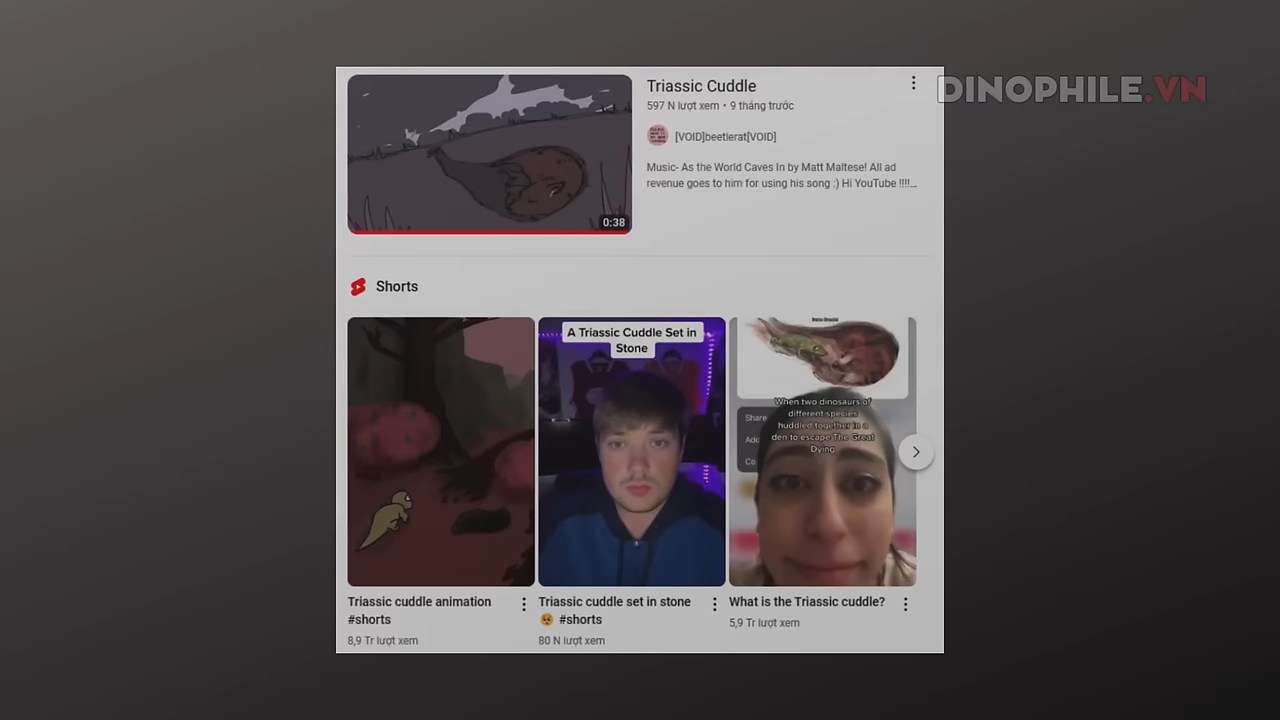 DINOPHILE.VN
Triassic Cuddle
597 N lượt xem • 9 tháng trước
[VOID]beetlerat[VOID]
Music- As the World Caves In by Matt Maltese! All ad
revenue goes to him for using his song :) Hi YouTube !!!!...
0:38
Shorts
A Triassic Cuddle Set in
Stone
When two dinosaurs of
different species
huddled together in a
den to escape The Great
Dying
Share
Co
Triassic cuddle animation
#shorts
8,9 Tr lượt xem
Triassic cuddle set in stone
🥺 #shorts
80 N lượt xem
What is the Triassic cuddle?
5,9 Tr lượt xem